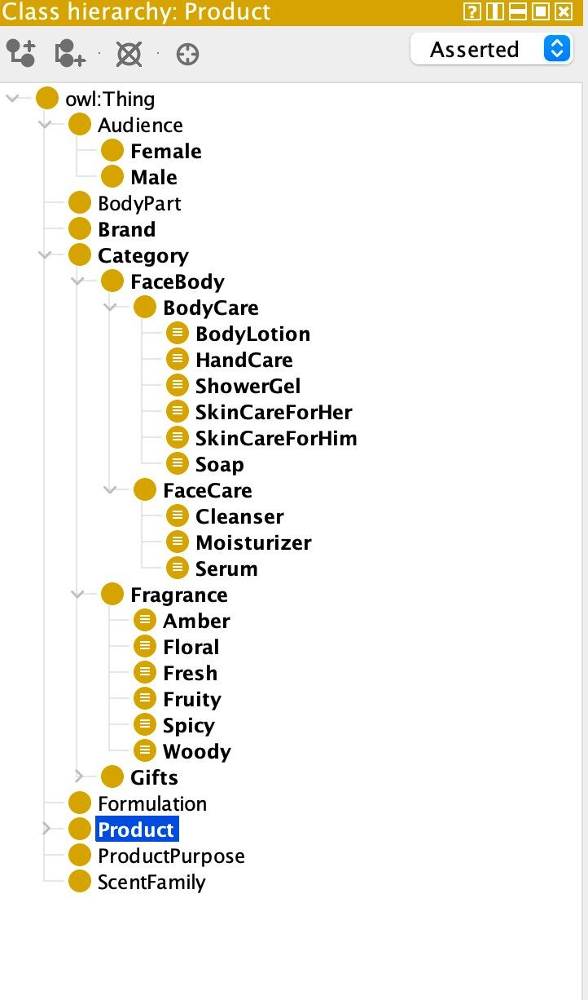 Class hierarchy: Product
Asserted
owl:Thing
Audience
Female
Male
BodyPart
Brand
Category
FaceBody
BodyCare
BodyLotion
HandCare
ShowerGel
SkinCareForHer
SkinCareForHim
Soap
FaceCare
Cleanser
Moisturizer
Serum
Fragrance
Amber
Floral
Fresh
Fruity
Spicy
Woody
Gifts
Formulation
Product
ProductPurpose
ScentFamily